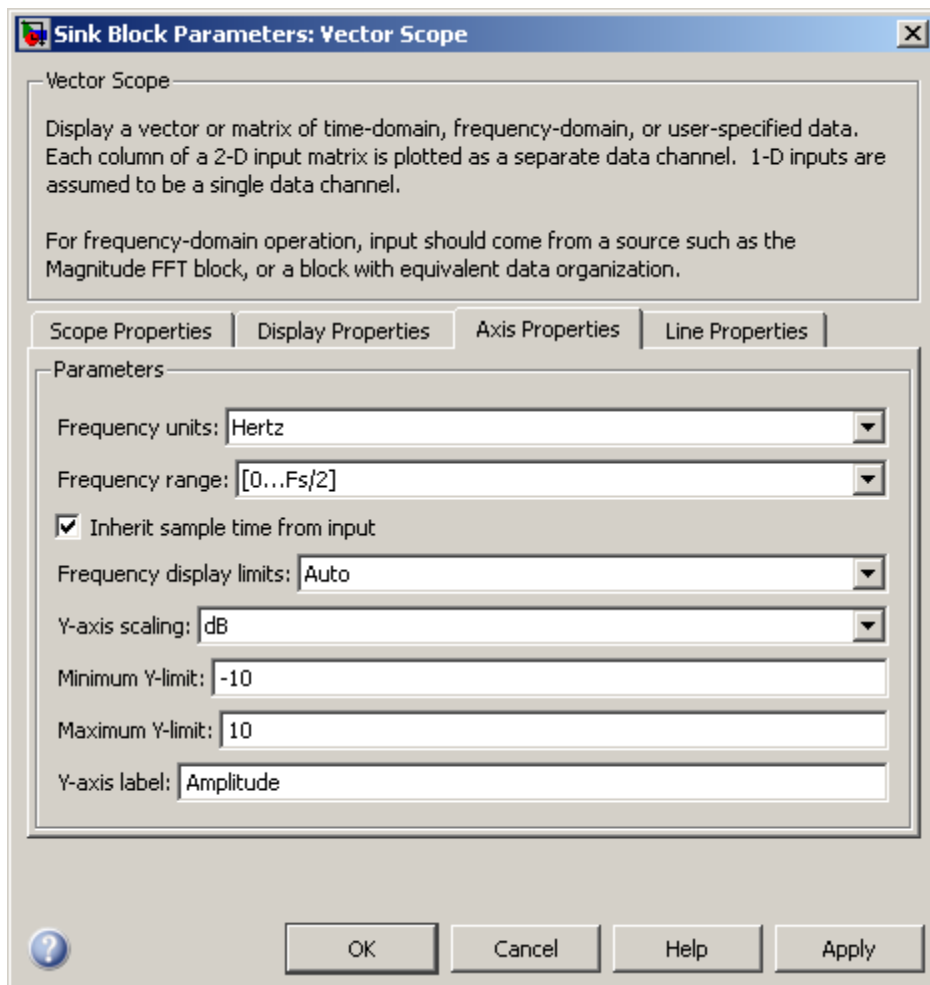 Sink Block Parameters: Vector Scope
Vector Scope
Display a vector or matrix of time-domain, frequency-domain, or user-specified data.
Each column of a 2-D input matrix is plotted as a separate data channel.  1-D inputs are
assumed to be a single data channel.
For frequency-domain operation, input should come from a source such as the
Magnitude FFT block, or a block with equivalent data organization.
Scope Properties Display Properties Axis Properties Line Properties
Parameters
Frequency units: Hertz
Frequency range: [0...Fs/2]
Inherit sample time from input
Frequency display limits: Auto
Y-axis scaling: dB
Minimum Y-limit: -10
Maximum Y-limit: 10
Y-axis label: Amplitude
? OK Cancel Help Apply